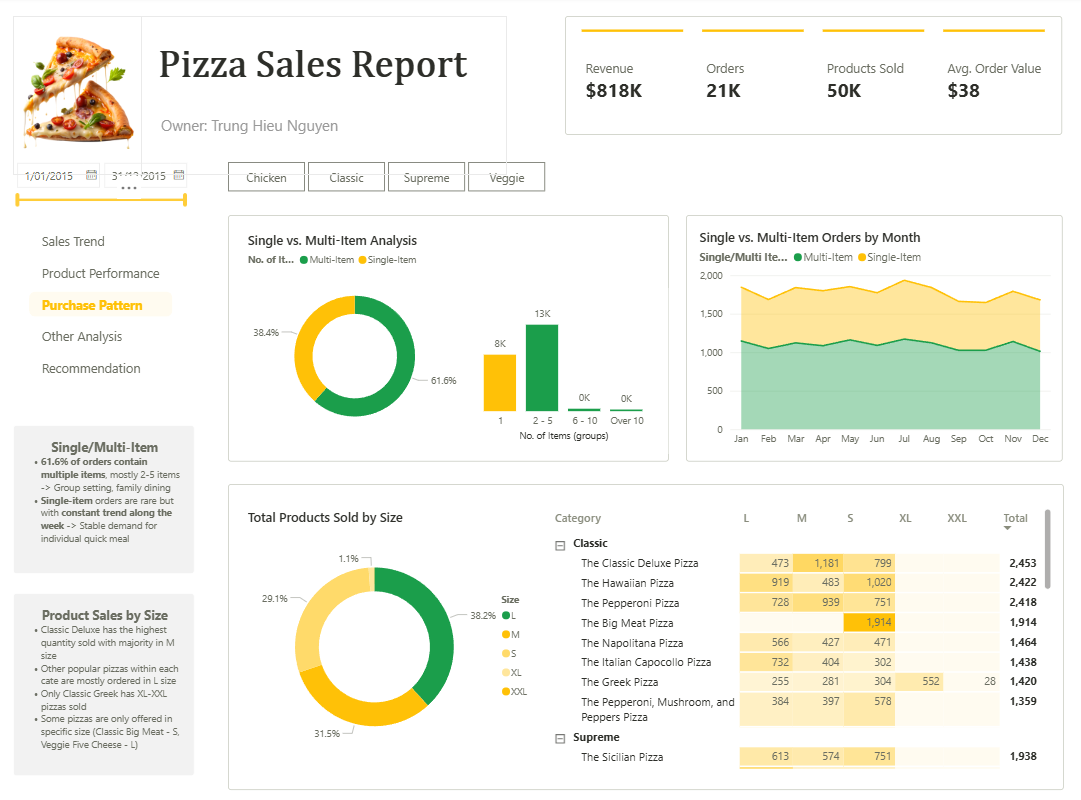 Pizza Sales Report
Owner: Trung Hieu Nguyen
Revenue
$818K
Orders
21K
Products Sold
50K
Avg. Order Value
$38
1/01/2015
31/12/2015
Chicken
Classic
Supreme
Veggie
Sales Trend
Product Performance
Purchase Pattern
Other Analysis
Recommendation
Single/Multi-Item
• 61.6% of orders contain
multiple items, mostly 2-5 items
-> Group setting, family dining
• Single-item orders are rare but
with constant trend along the
week -> Stable demand for
individual quick meal
Product Sales by Size
• Classic Deluxe has the highest
quantity sold with majority in M
size
• Other popular pizzas within each
cate are mostly ordered in L size
• Only Classic Greek has XL-XXL
pizzas sold
• Some pizzas are only offered in
specific size (Classic Big Meat - S,
Veggie Five Cheese - L)
Single vs. Multi-Item Analysis
No. of It... Multi-Item Single-Item
38.4%
61.6%
8K
13K
0K
0K
1 2 - 5 6 - 10 Over 10
No. of Items (groups)
Single vs. Multi-Item Orders by Month
Single/Multi Ite... Multi-Item Single-Item
2,000
1,500
1,000
500
0
Jan Feb Mar Apr May Jun Jul Aug Sep Oct Nov Dec
Total Products Sold by Size
1.1%
29.1%
38.2%
31.5%
Size
L
M
S
XL
XXL
Category L M S XL XXL Total
Classic
The Classic Deluxe Pizza 473 1,181 799 2,453
The Hawaiian Pizza 919 483 1,020 2,422
The Pepperoni Pizza 728 939 751 2,418
The Big Meat Pizza 1,914 1,914
The Napolitana Pizza 566 427 471 1,464
The Italian Capocollo Pizza 732 404 302 1,438
The Greek Pizza 255 281 304 552 28 1,420
The Pepperoni, Mushroom, and 384 397 578 1,359
Peppers Pizza
Supreme
The Sicilian Pizza 613 574 751 1,938